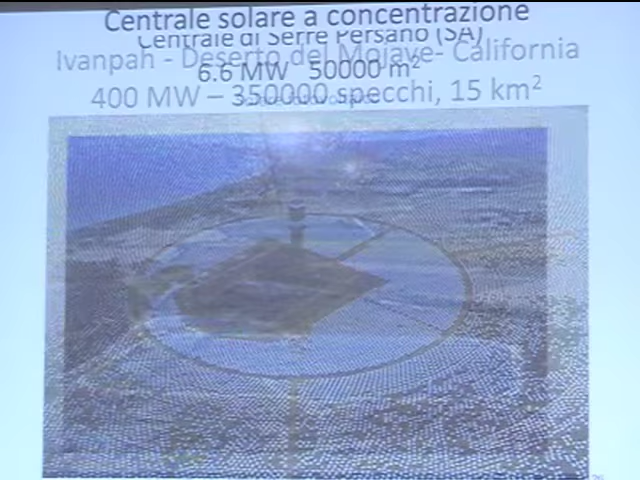 Centrale solare a concentrazione
Centrale di Serre Persano (SA)
Ivanpah - Deserto del Mojave- California
6.6 MW 50000 m²
400 MW – 350000 specchi, 15 km²